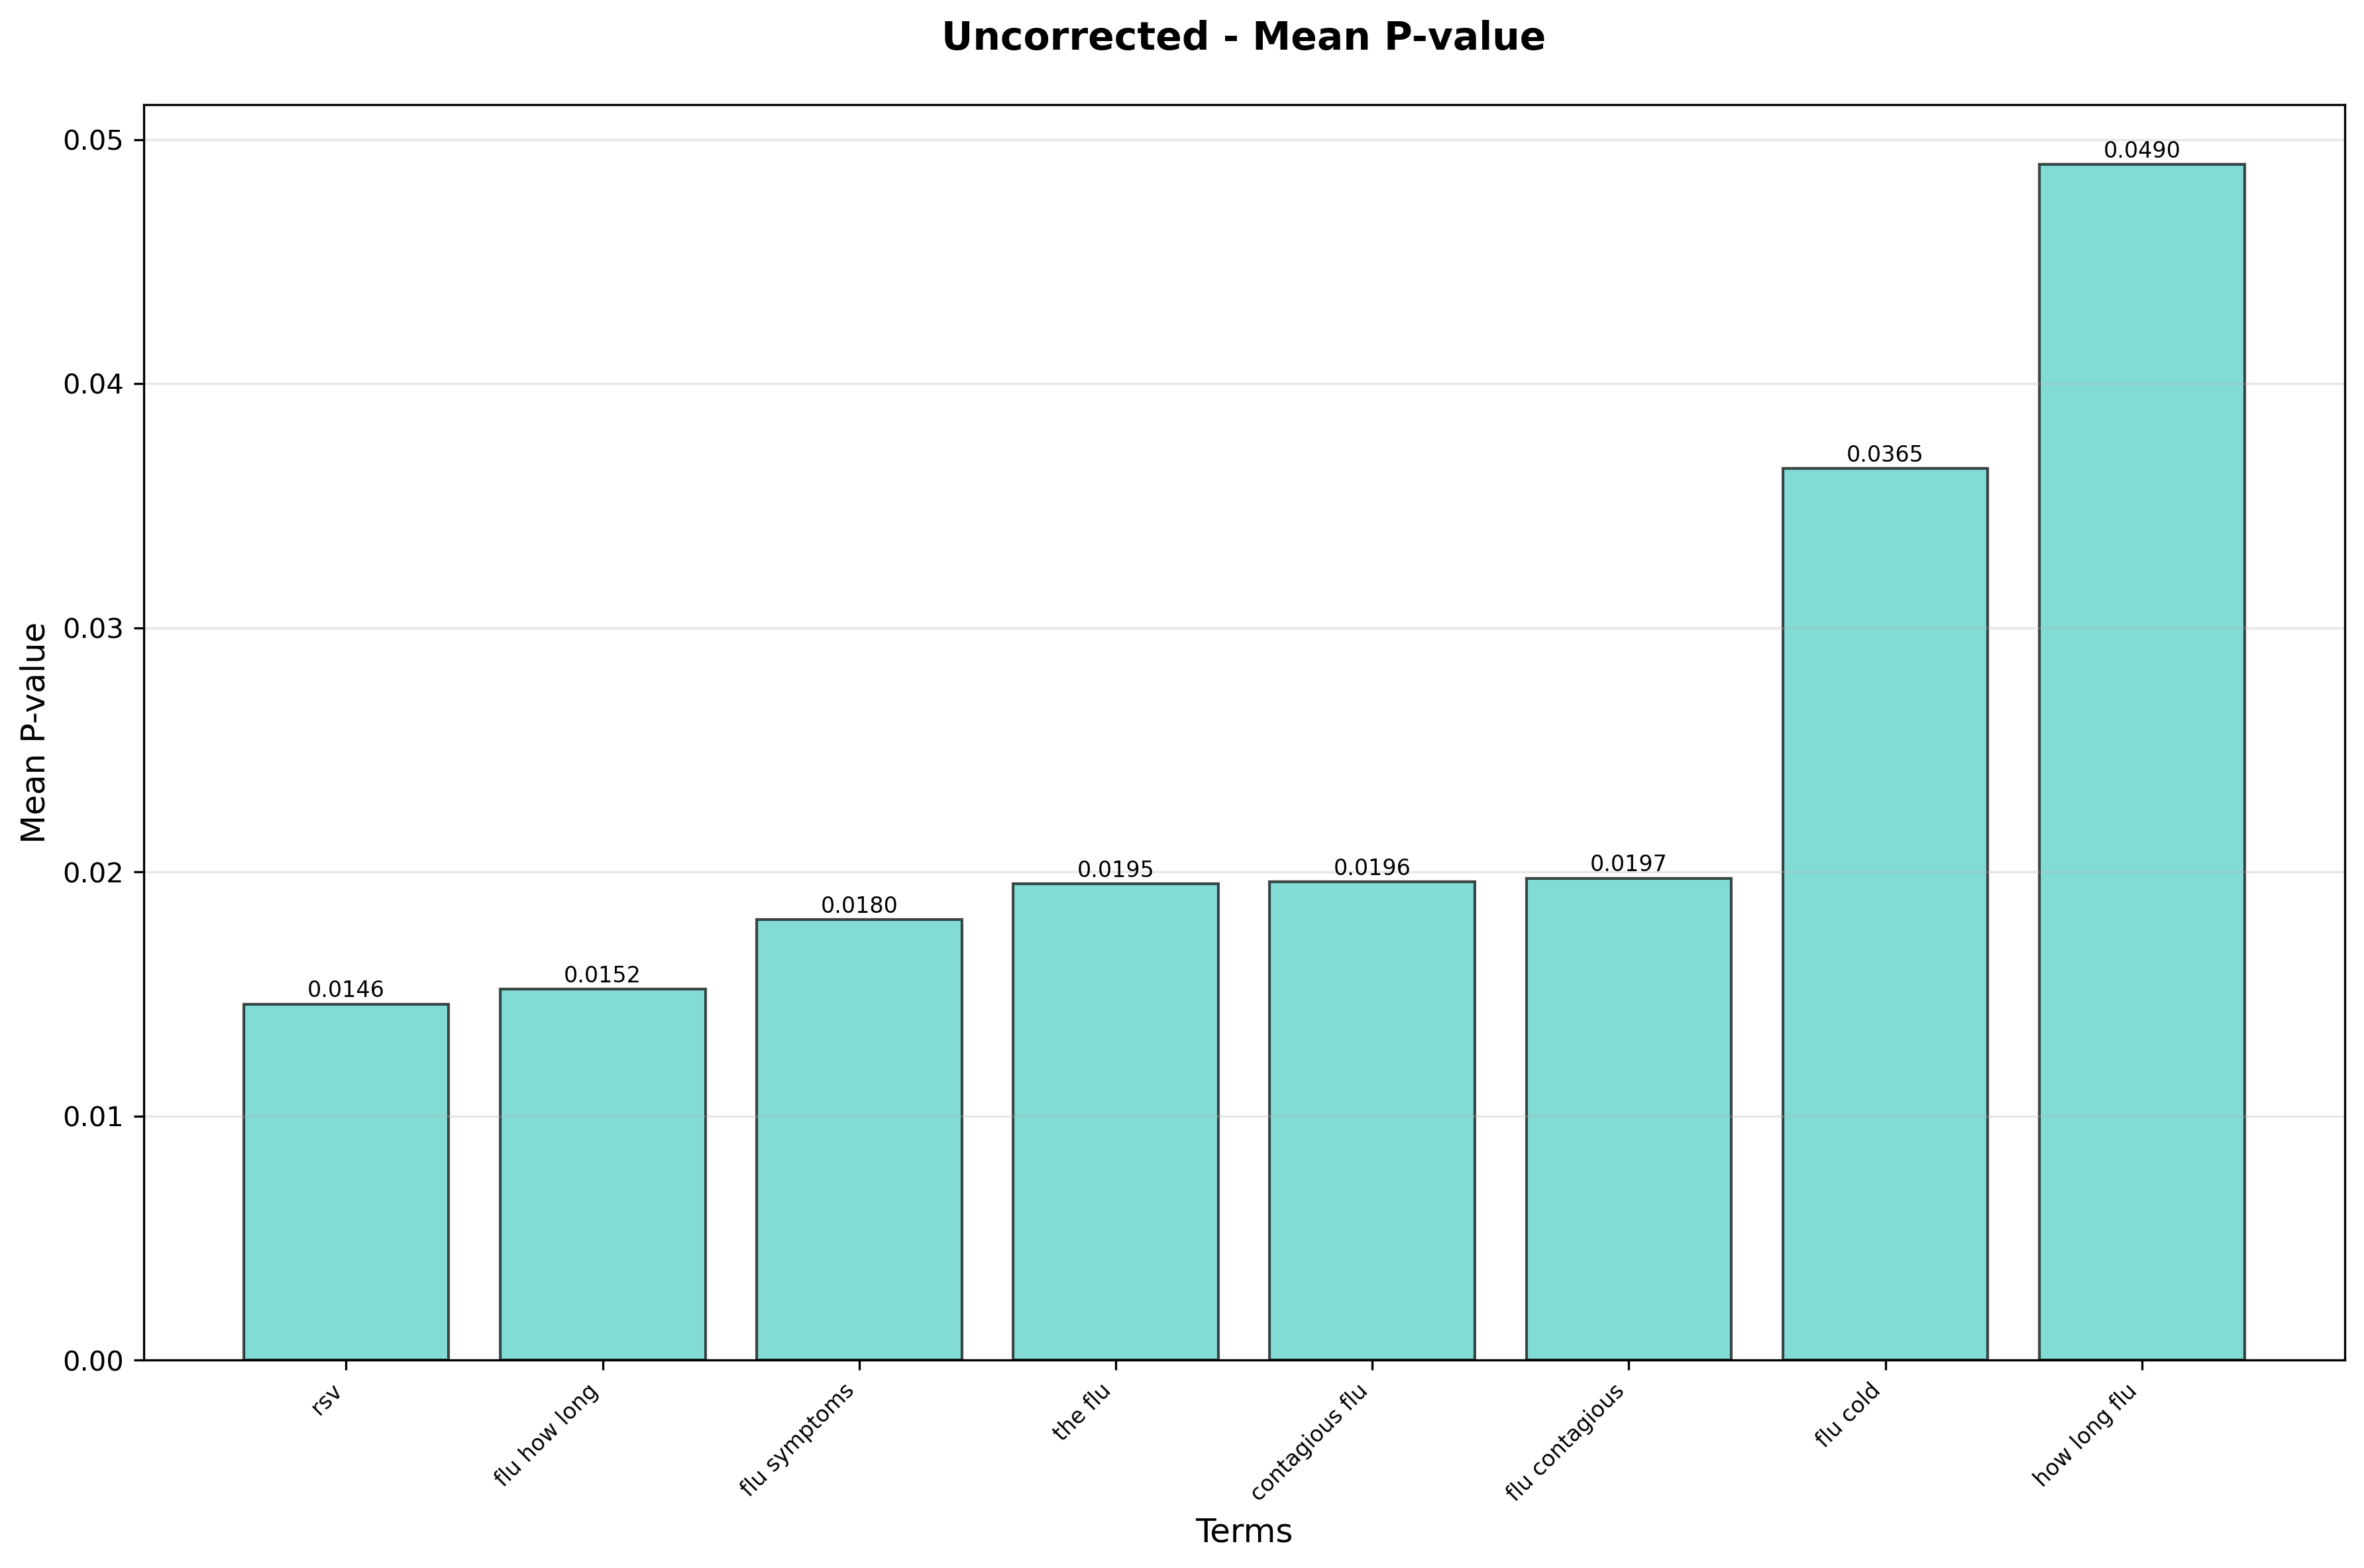 Uncorrected - Mean P-value
Mean P-value
0.05
0.04
0.03
0.02
0.01
0.00
0.0146
0.0152
0.0180
0.0195
0.0196
0.0197
0.0365
0.0490
rsv
flu how long
flu symptoms
the flu
contagious flu
flu contagious
flu cold
how long flu
Terms